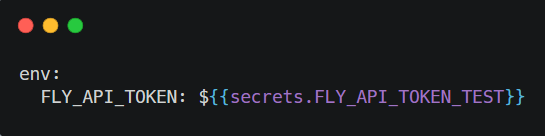 env:
  FLY_API_TOKEN: ${{secrets.FLY_API_TOKEN_TEST}}